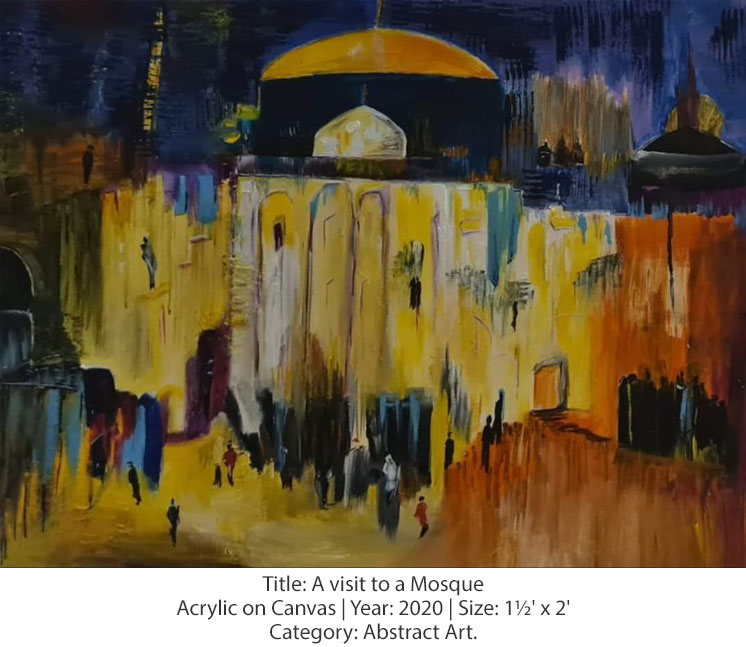 Title: A visit to a Mosque
Acrylic on Canvas | Year: 2020 | Size: 1½' x 2'
Category: Abstract Art.